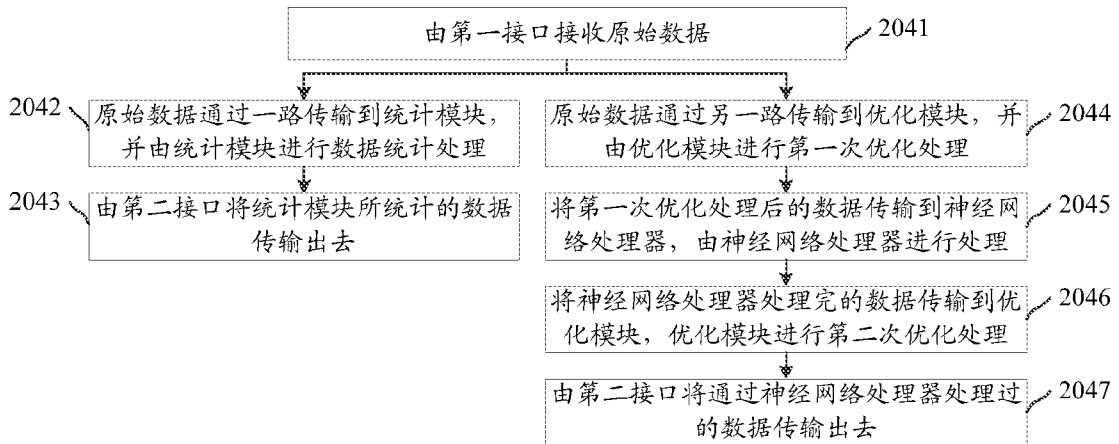 由第一接口接收原始数据
2041
2042
原始数据通过一路传输到统计模块，
并由统计模块进行数据统计处理
2043
由第二接口将统计模块所统计的数据
传输出去
原始数据通过另一路传输到优化模块，并
由优化模块进行第一次优化处理
2044
将第一次优化处理后的数据传输到神经网
络处理器，由神经网络处理器进行处理
2045
将神经网络处理器处理完的数据传输到优
化模块，优化模块进行第二次优化处理
2046
由第二接口将通过神经网络处理器处理过
的数据传输出去
2047